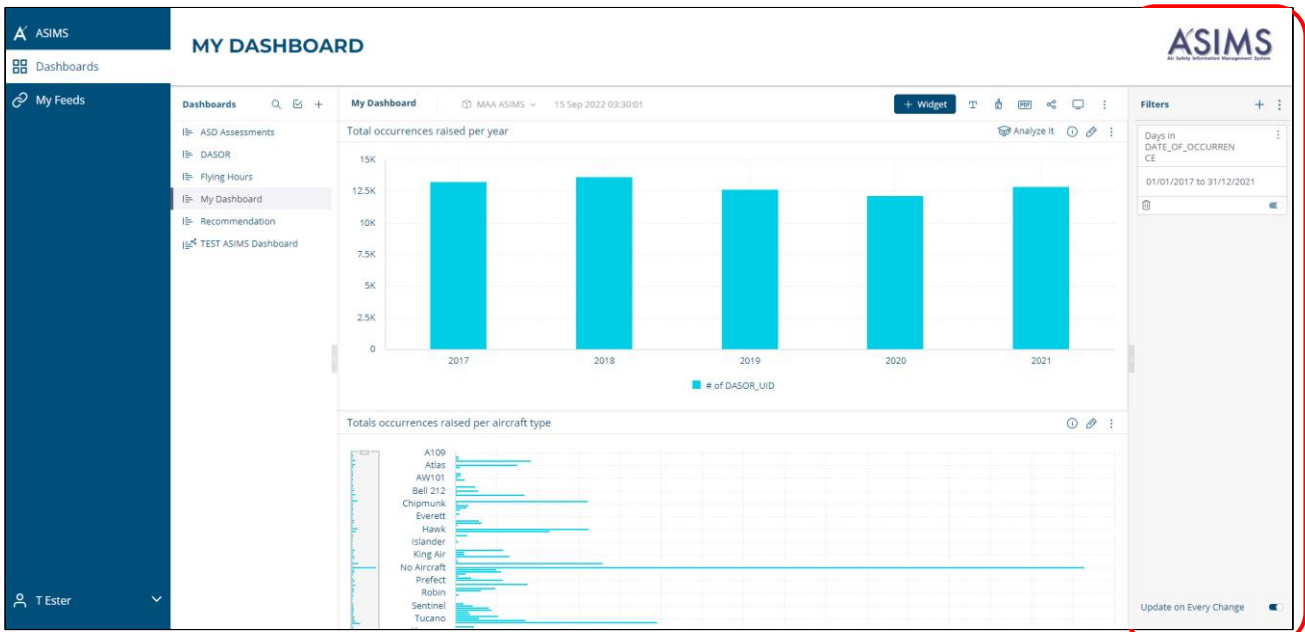 ASIMS
Dashboards
My Feeds
T Ester
MY DASHBOARD
ASIMS
Air Safety Information Management System
Dashboards
ASD Assessments
DASOR
Flying Hours
My Dashboard
Recommendation
TEST ASIMS Dashboard
My Dashboard MAA ASIMS 15 Sep 2022 03:30:01 + Widget T PDF
Total occurrences raised per year Analyze It
15K
12.5K
10K
7.5K
5K
2.5K
0
2017 2018 2019 2020 2021
# of DASOR_UID
Totals occurrences raised per aircraft type
A109
Atlas
AW101
Bell 212
Chipmunk
Everett
Hawk
Islander
King Air
No Aircraft
Prefect
Robin
Sentinel
Tucano
Filters
Days in
DATE_OF_OCCURREN
CE
01/01/2017 to 31/12/2021
Update on Every Change